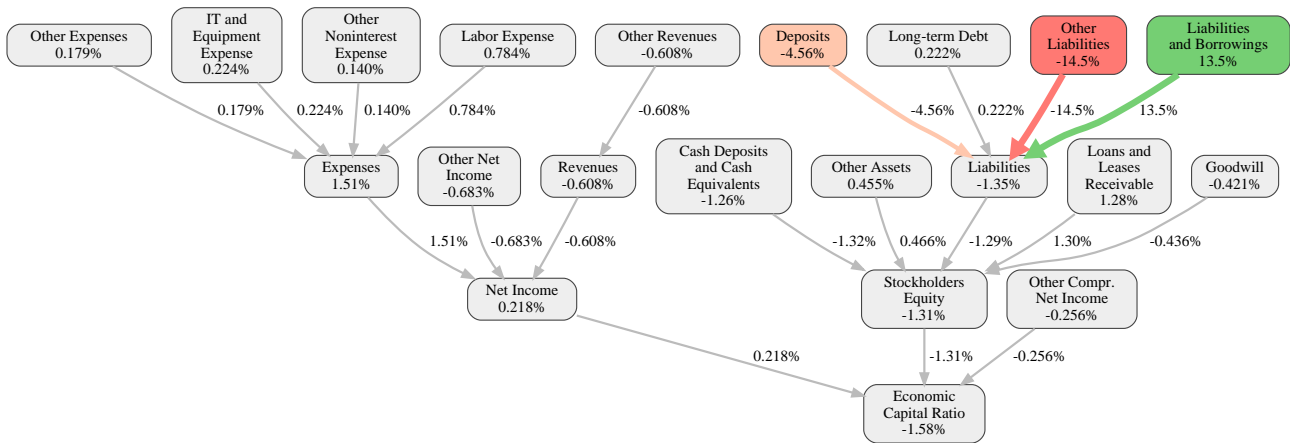 Other Expenses
0.179%
IT and
Equipment
Expense
0.224%
Other
Noninterest
Expense
0.140%
Labor Expense
0.784%
Other Revenues
-0.608%
Deposits
-4.56%
Long-term Debt
0.222%
Other
Liabilities
-14.5%
Liabilities
and Borrowings
13.5%
0.179%
0.224%
0.140%
0.784%
-0.608%
-4.56%
0.222%
-14.5%
13.5%
Expenses
1.51%
Other Net
Income
-0.683%
Revenues
-0.608%
Cash Deposits
and Cash
Equivalents
-1.26%
Other Assets
0.455%
Liabilities
-1.35%
Loans and
Leases
Receivable
1.28%
Goodwill
-0.421%
1.51%
-0.683%
-0.608%
-1.32%
0.466%
-1.29%
1.30%
-0.436%
Net Income
0.218%
Stockholders
Equity
-1.31%
Other Compr.
Net Income
-0.256%
0.218%
-1.31%
-0.256%
Economic
Capital Ratio
-1.58%